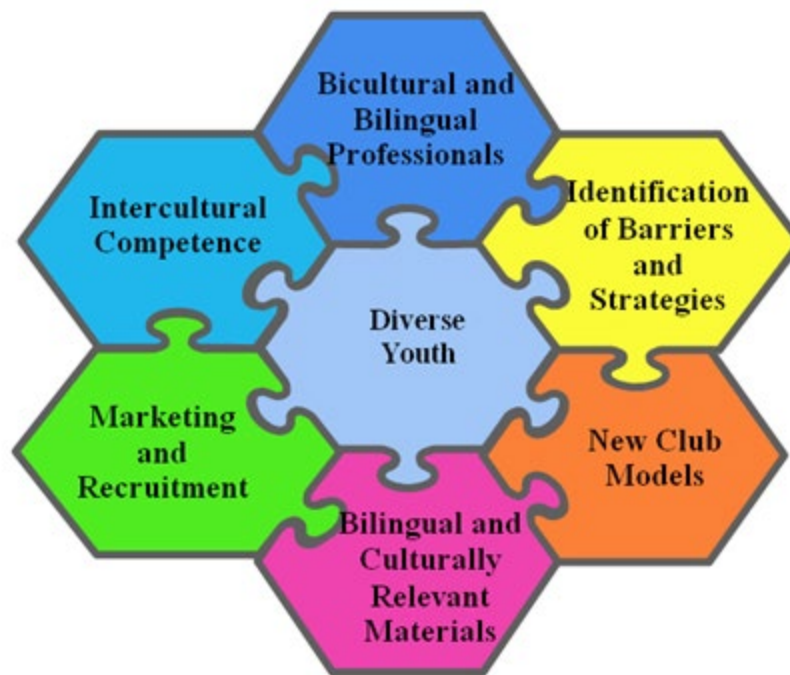 Bicultural and
Bilingual
Professionals
Intercultural
Competence
Identification
of Barriers
and
Strategies
Diverse
Youth
Marketing
and
Recruitment
New Club
Models
Bilingual and
Culturally
Relevant
Materials